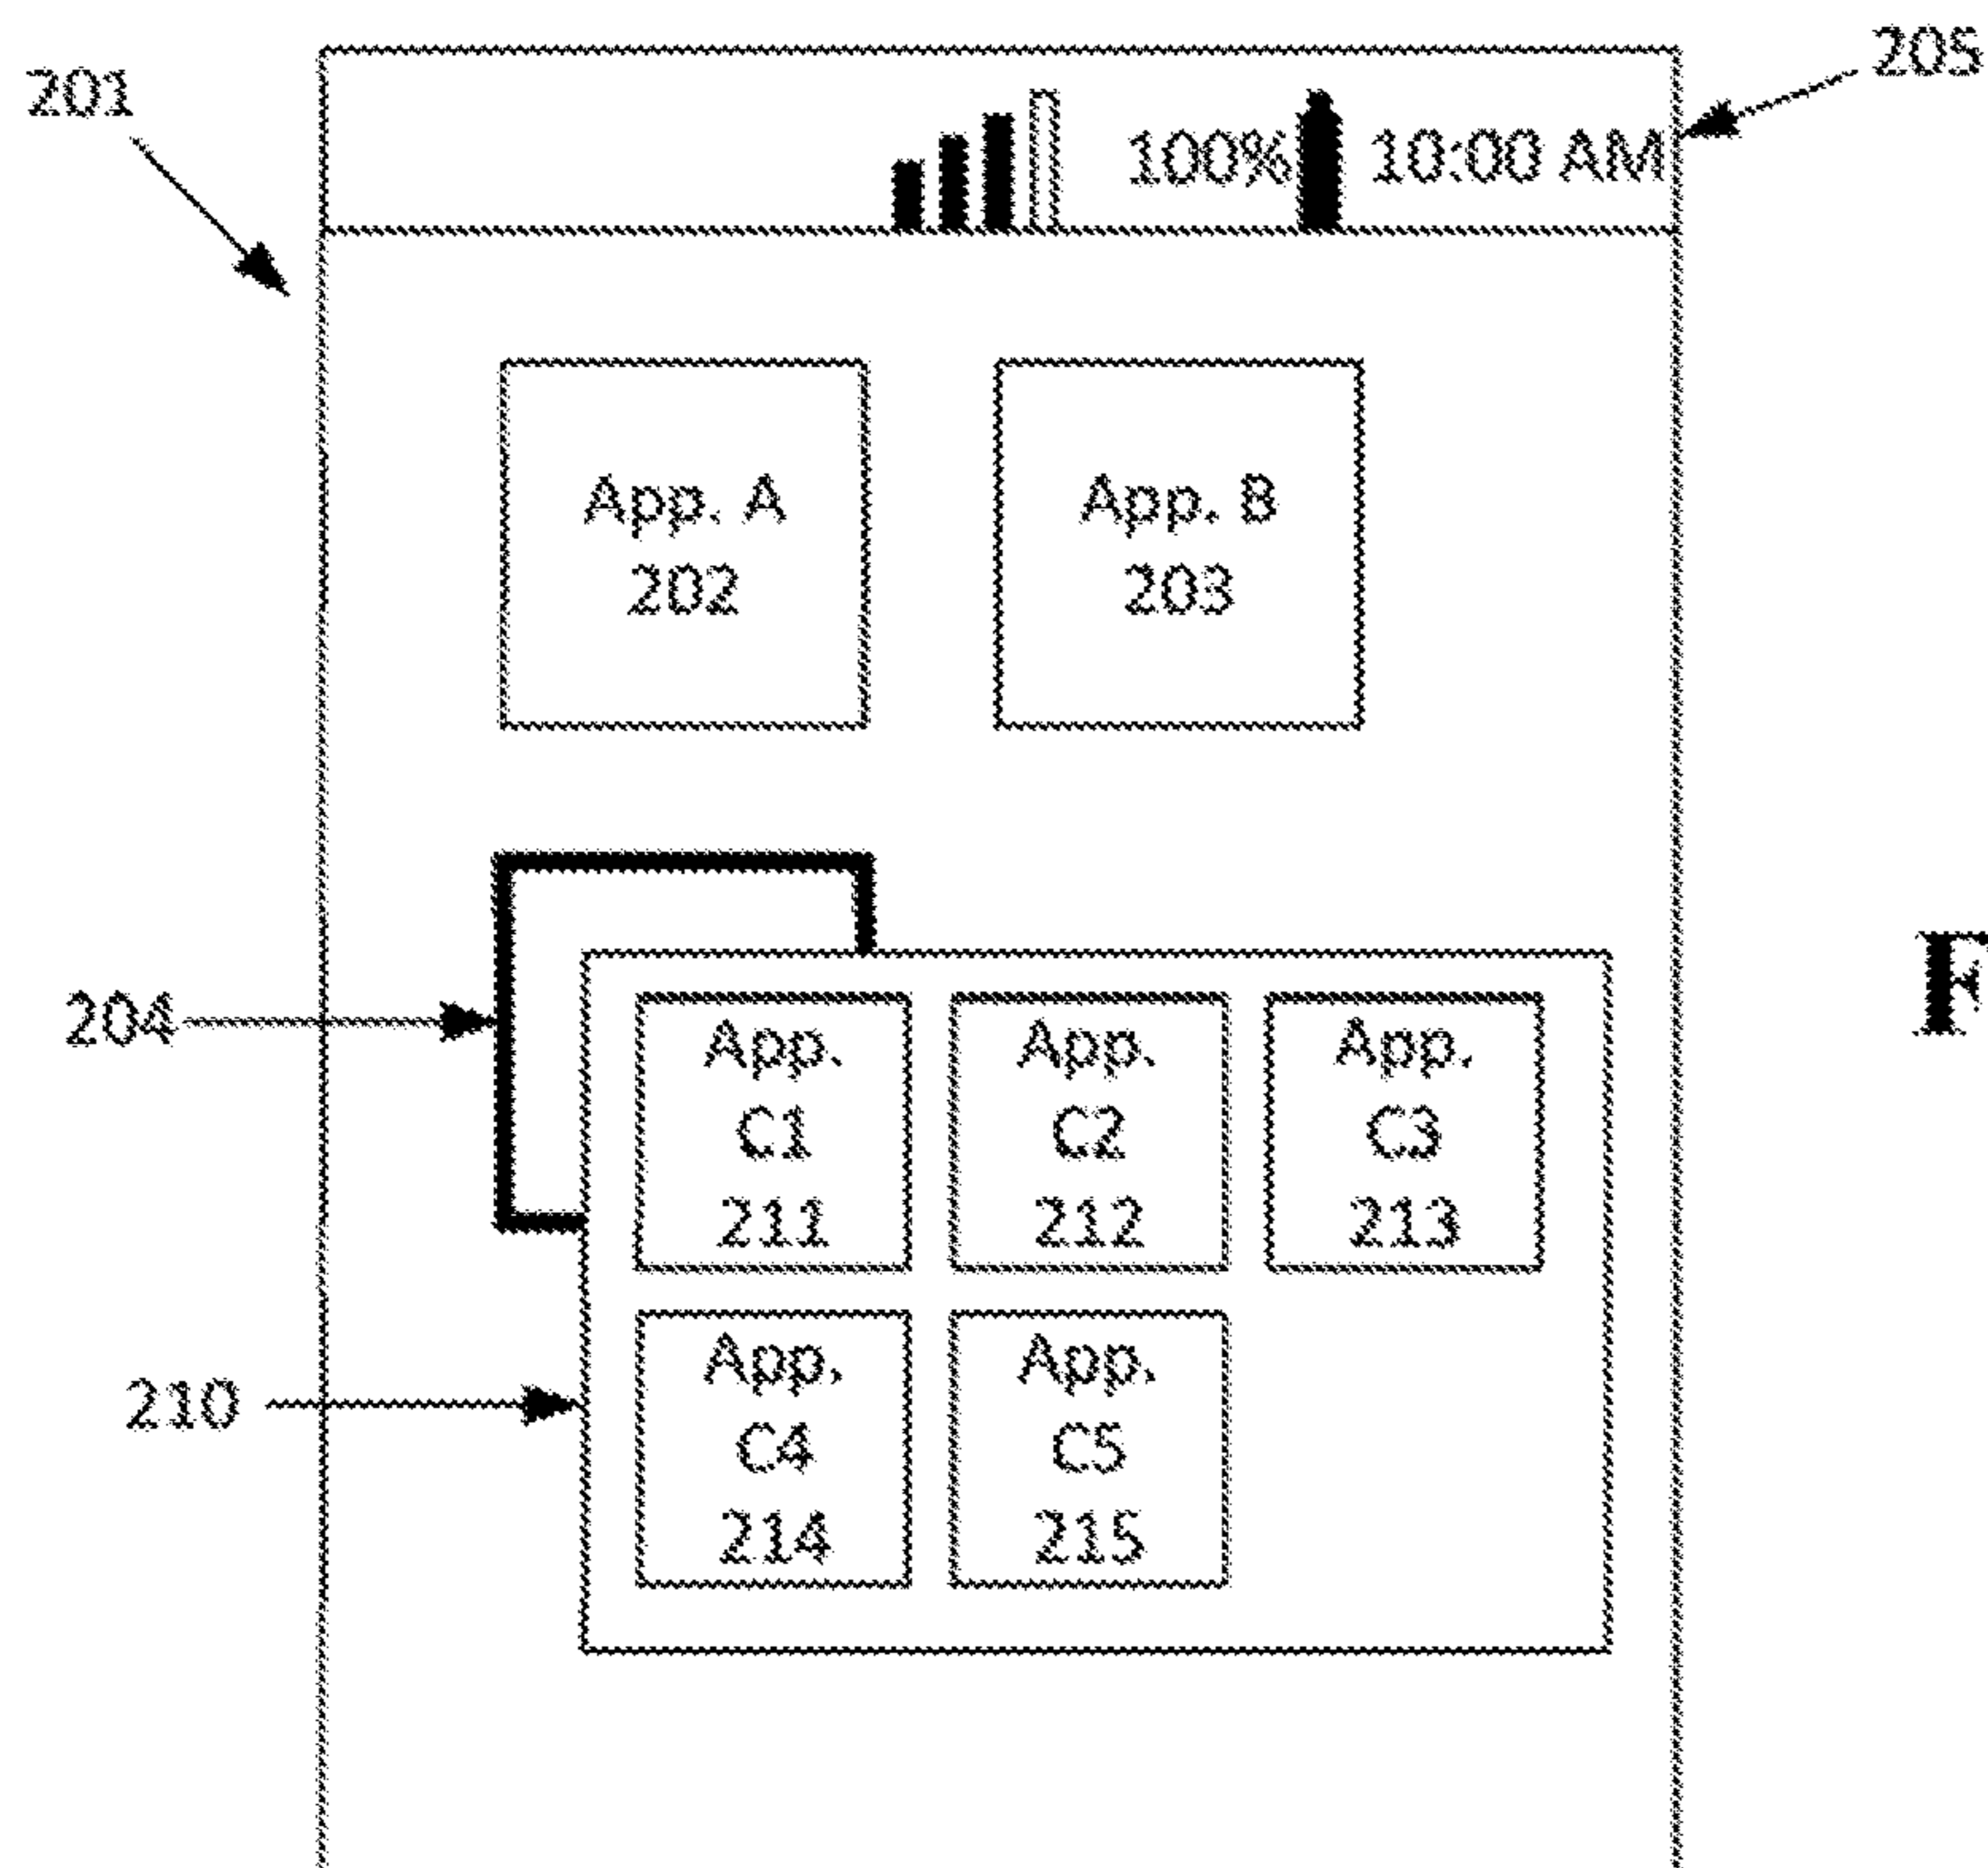 201
205
100% 10:00 AM
App. A
202
App. B
203
204
App.
C1
211
App.
C2
212
App.
C3
213
210
App.
C4
214
App.
C5
215
F